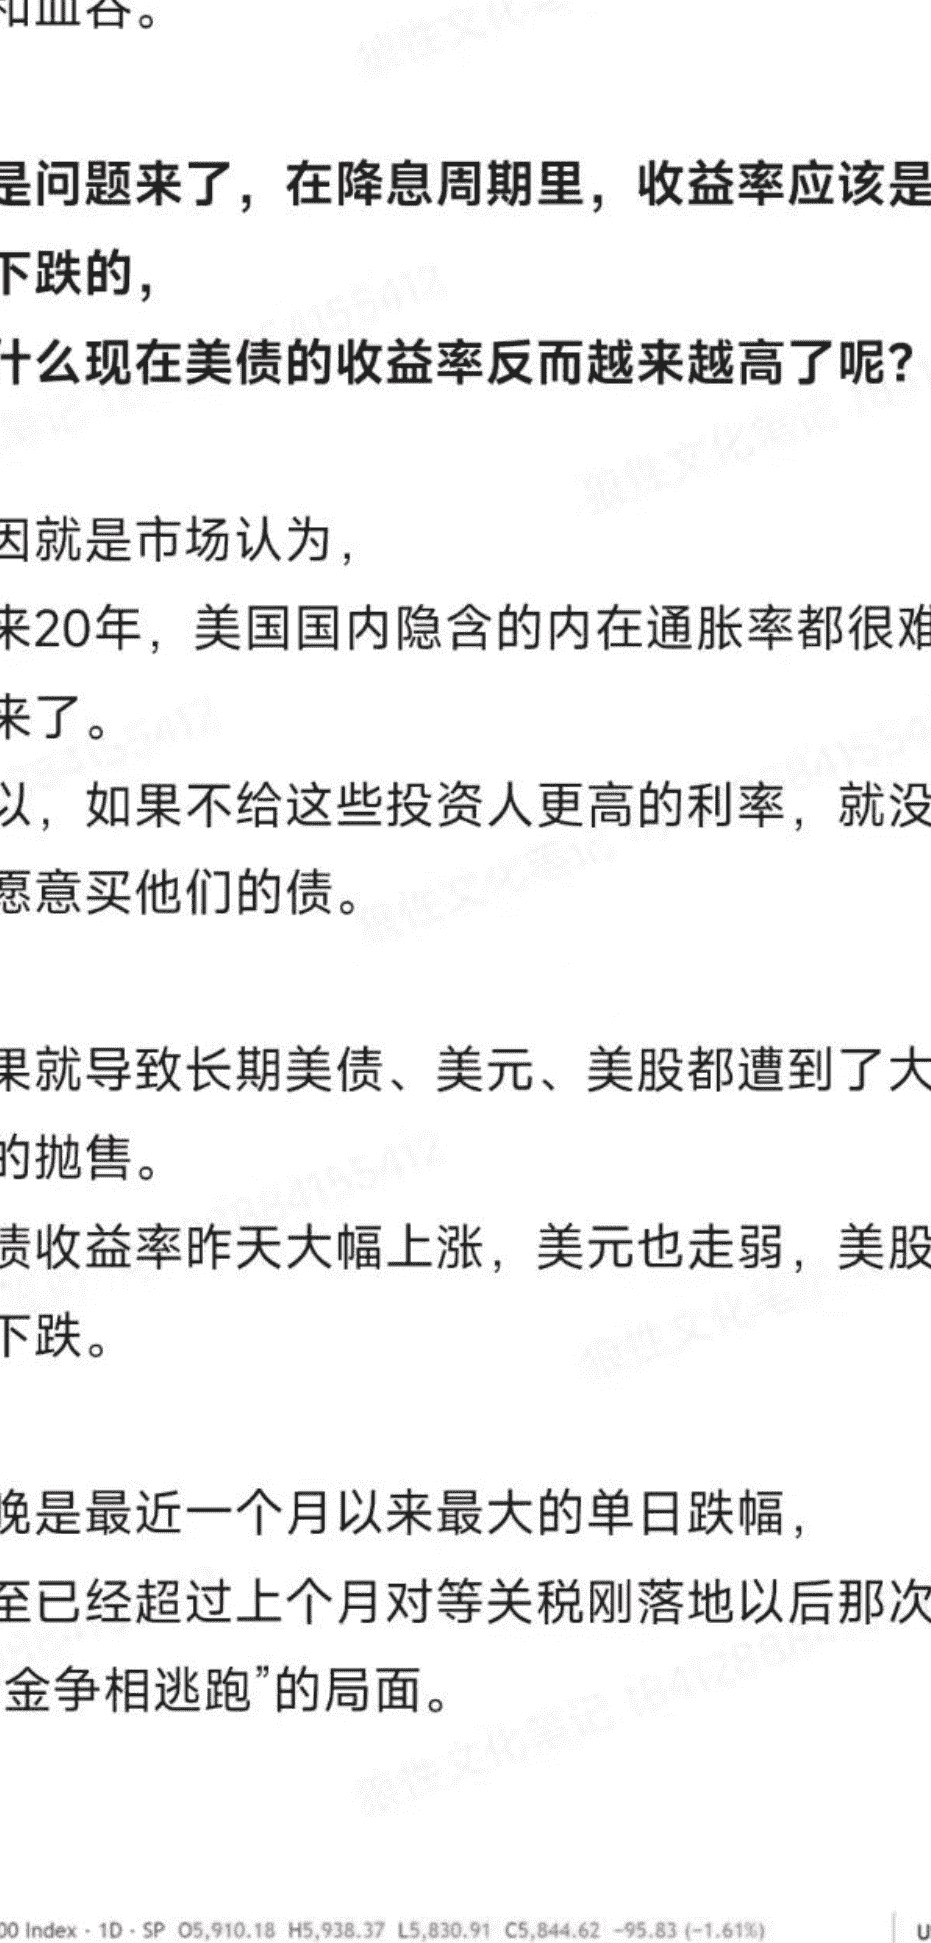 和血谷。
是问题来了，在降息周期里，收益率应该是
下跌的，
什么现在美债的收益率反而越来越高了呢？
因就是市场认为，
来20年，美国国内隐含的内在通胀率都很难
来了。
以，如果不给这些投资人更高的利率，就没
愿意买他们的债。
果就导致长期美债、美元、美股都遭到了大
的抛售。
债收益率昨天大幅上涨，美元也走弱，美股
下跌。
晚是最近一个月以来最大的单日跌幅，
至已经超过上个月对等关税刚落地以后那次
金争相逃跑”的局面。
00 Index · 1D · SP O5,910.18 H5,938.37 L5,830.91 C5,844.62 −95.83 (−1.61%)
U